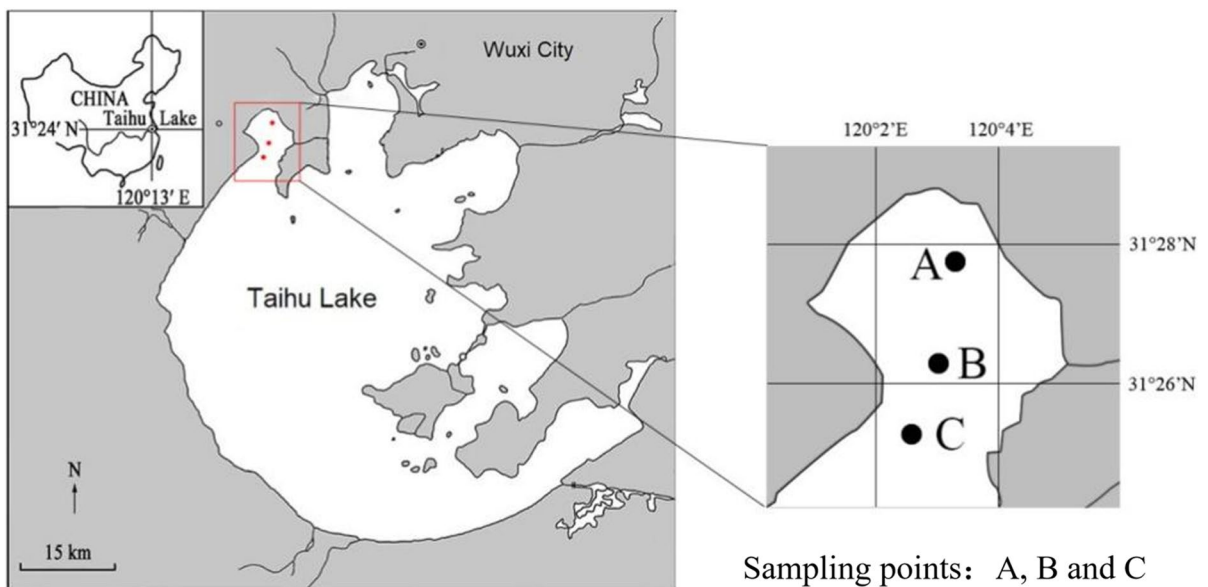 CHINA
Taihu Lake
31°24′ N
120°13′ E
Wuxi City
Taihu Lake
N
15 km
120°2’E 120°4’E
31°28’N
A
B
31°26’N
C
Sampling points: A, B and C